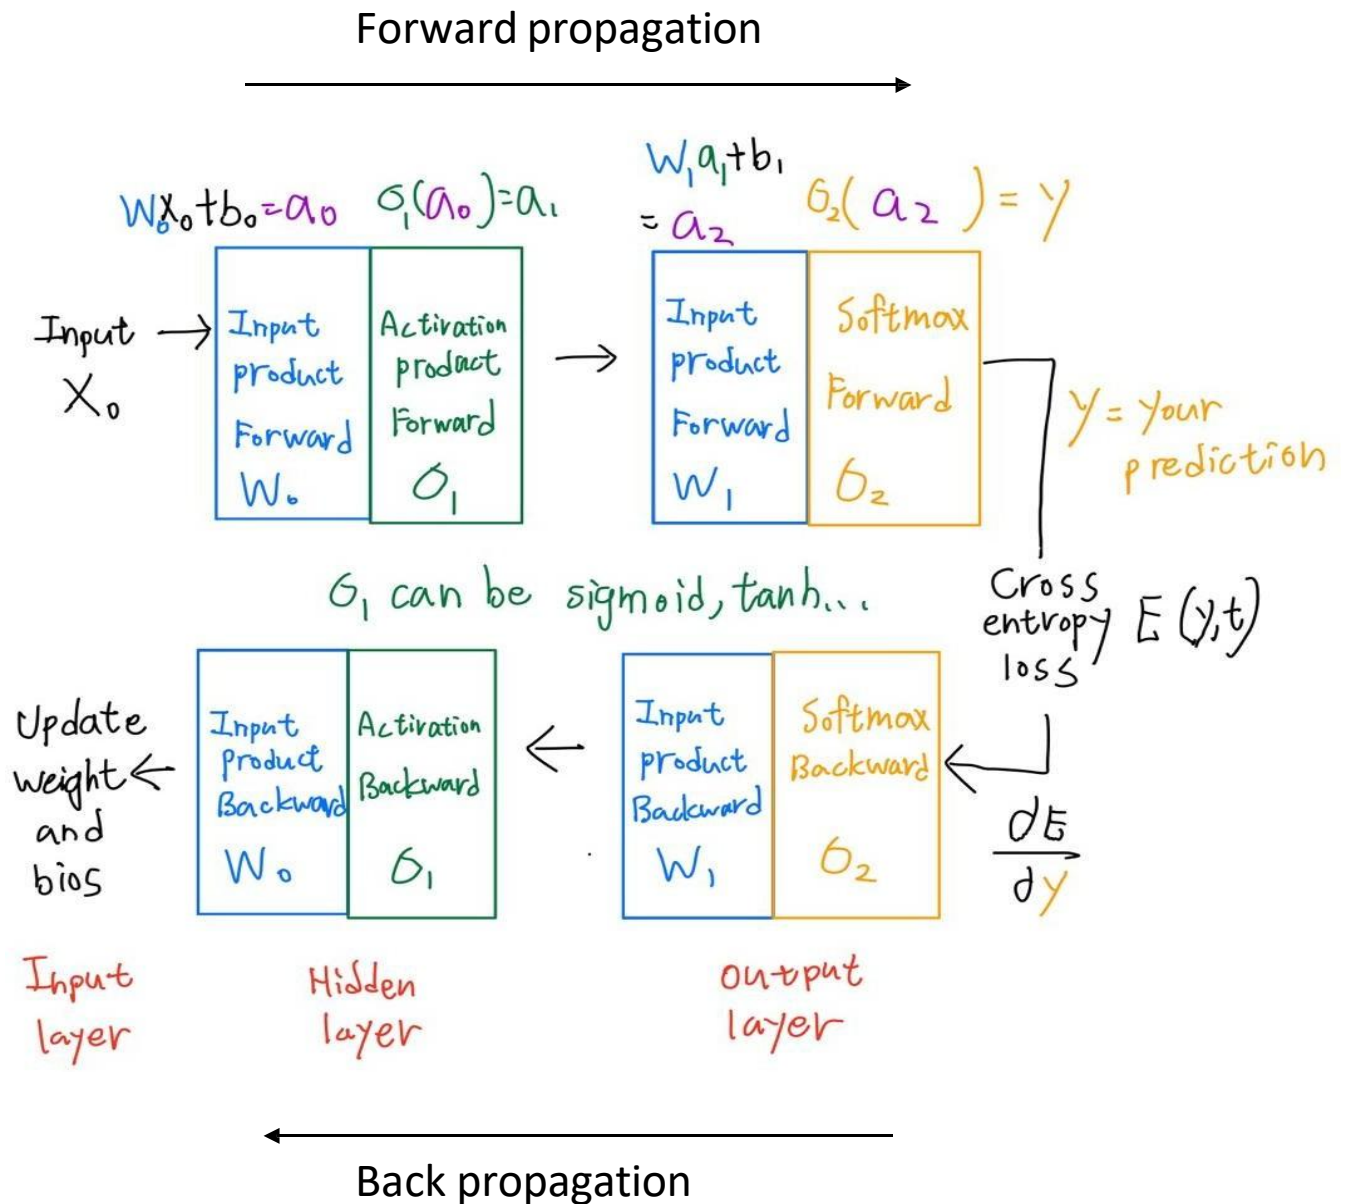 Forward propagation
W₀X₀+b₀=a₀
σ₁(a₀)=a₁
W₁a₁+b₁
=a₂
σ₂(a₂)=y
Input
X₀
Input
product
Forward
W₀
Activation
product
Forward
σ₁
Input
product
Forward
W₁
Softmax
Forward
σ₂
y=your
prediction
σ₁ can be sigmoid, tanh...
Cross
entropy
loss
E(y,t)
Update
weight
and
bios
Input
Product
Backward
W₀
Activation
Backward
σ₁
Input
product
Backward
W₁
Softmax
Backward
σ₂
dE
dy
Input
layer
Hidden
layer
output
layer
Back propagation